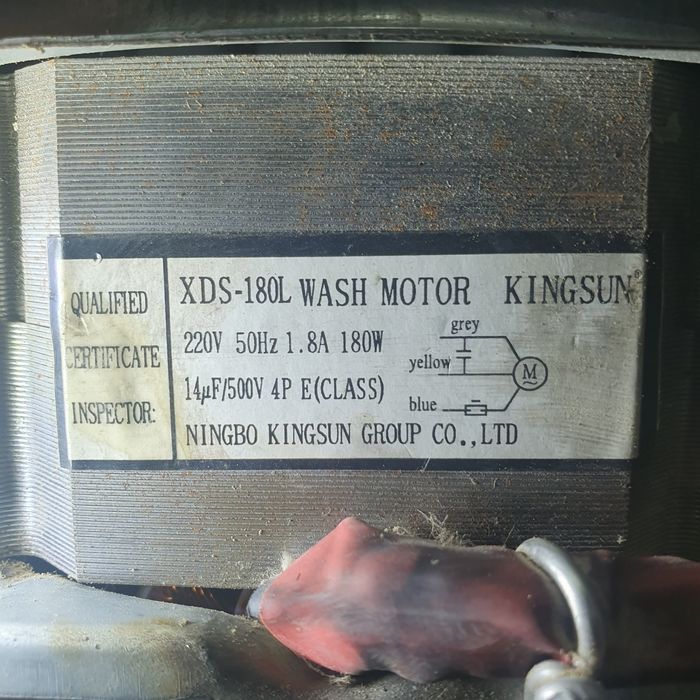 QUALIFIED
CERTIFICATE
INSPECTOR:
XDS-180L WASH MOTOR KINGSUN®
220V 50Hz 1.8A 180W
14µF/500V 4P E(CLASS)
grey
yellow
M
blue
NINGBO KINGSUN GROUP CO.,LTD